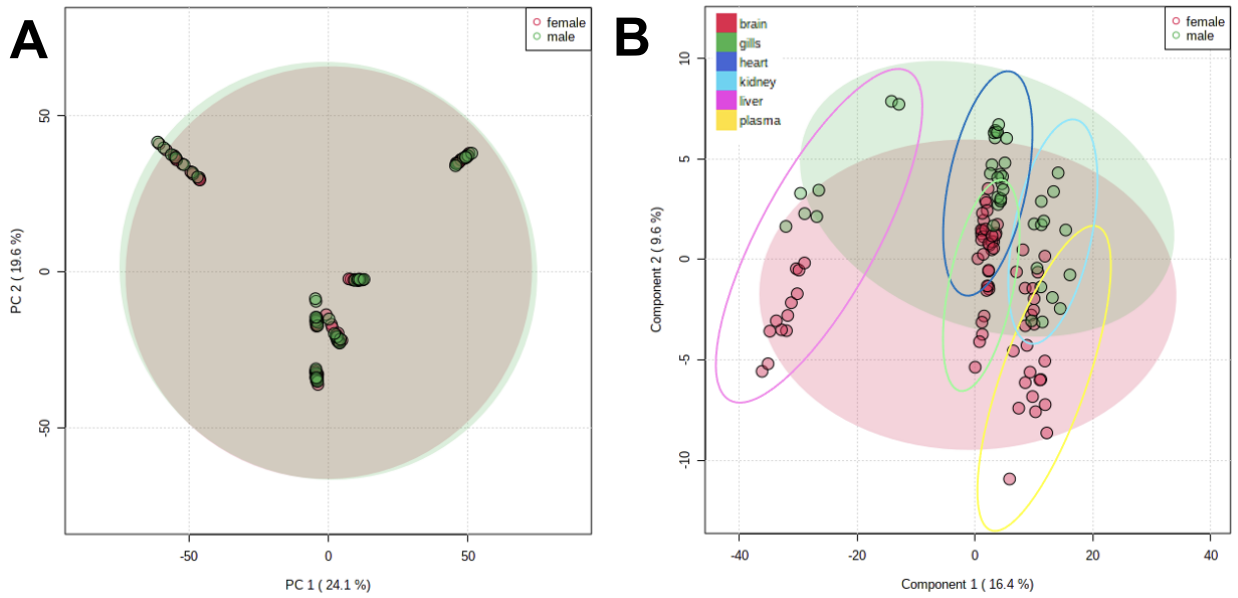 A
female
male
50
0
-50
PC 2 ( 19.6 %)
-50
0
50
PC 1 ( 24.1 %)
B
brain
gills
heart
kidney
liver
plasma
female
male
10
5
0
-5
-10
Component 2 ( 9.6 %)
-40
-20
0
20
40
Component 1 ( 16.4 %)